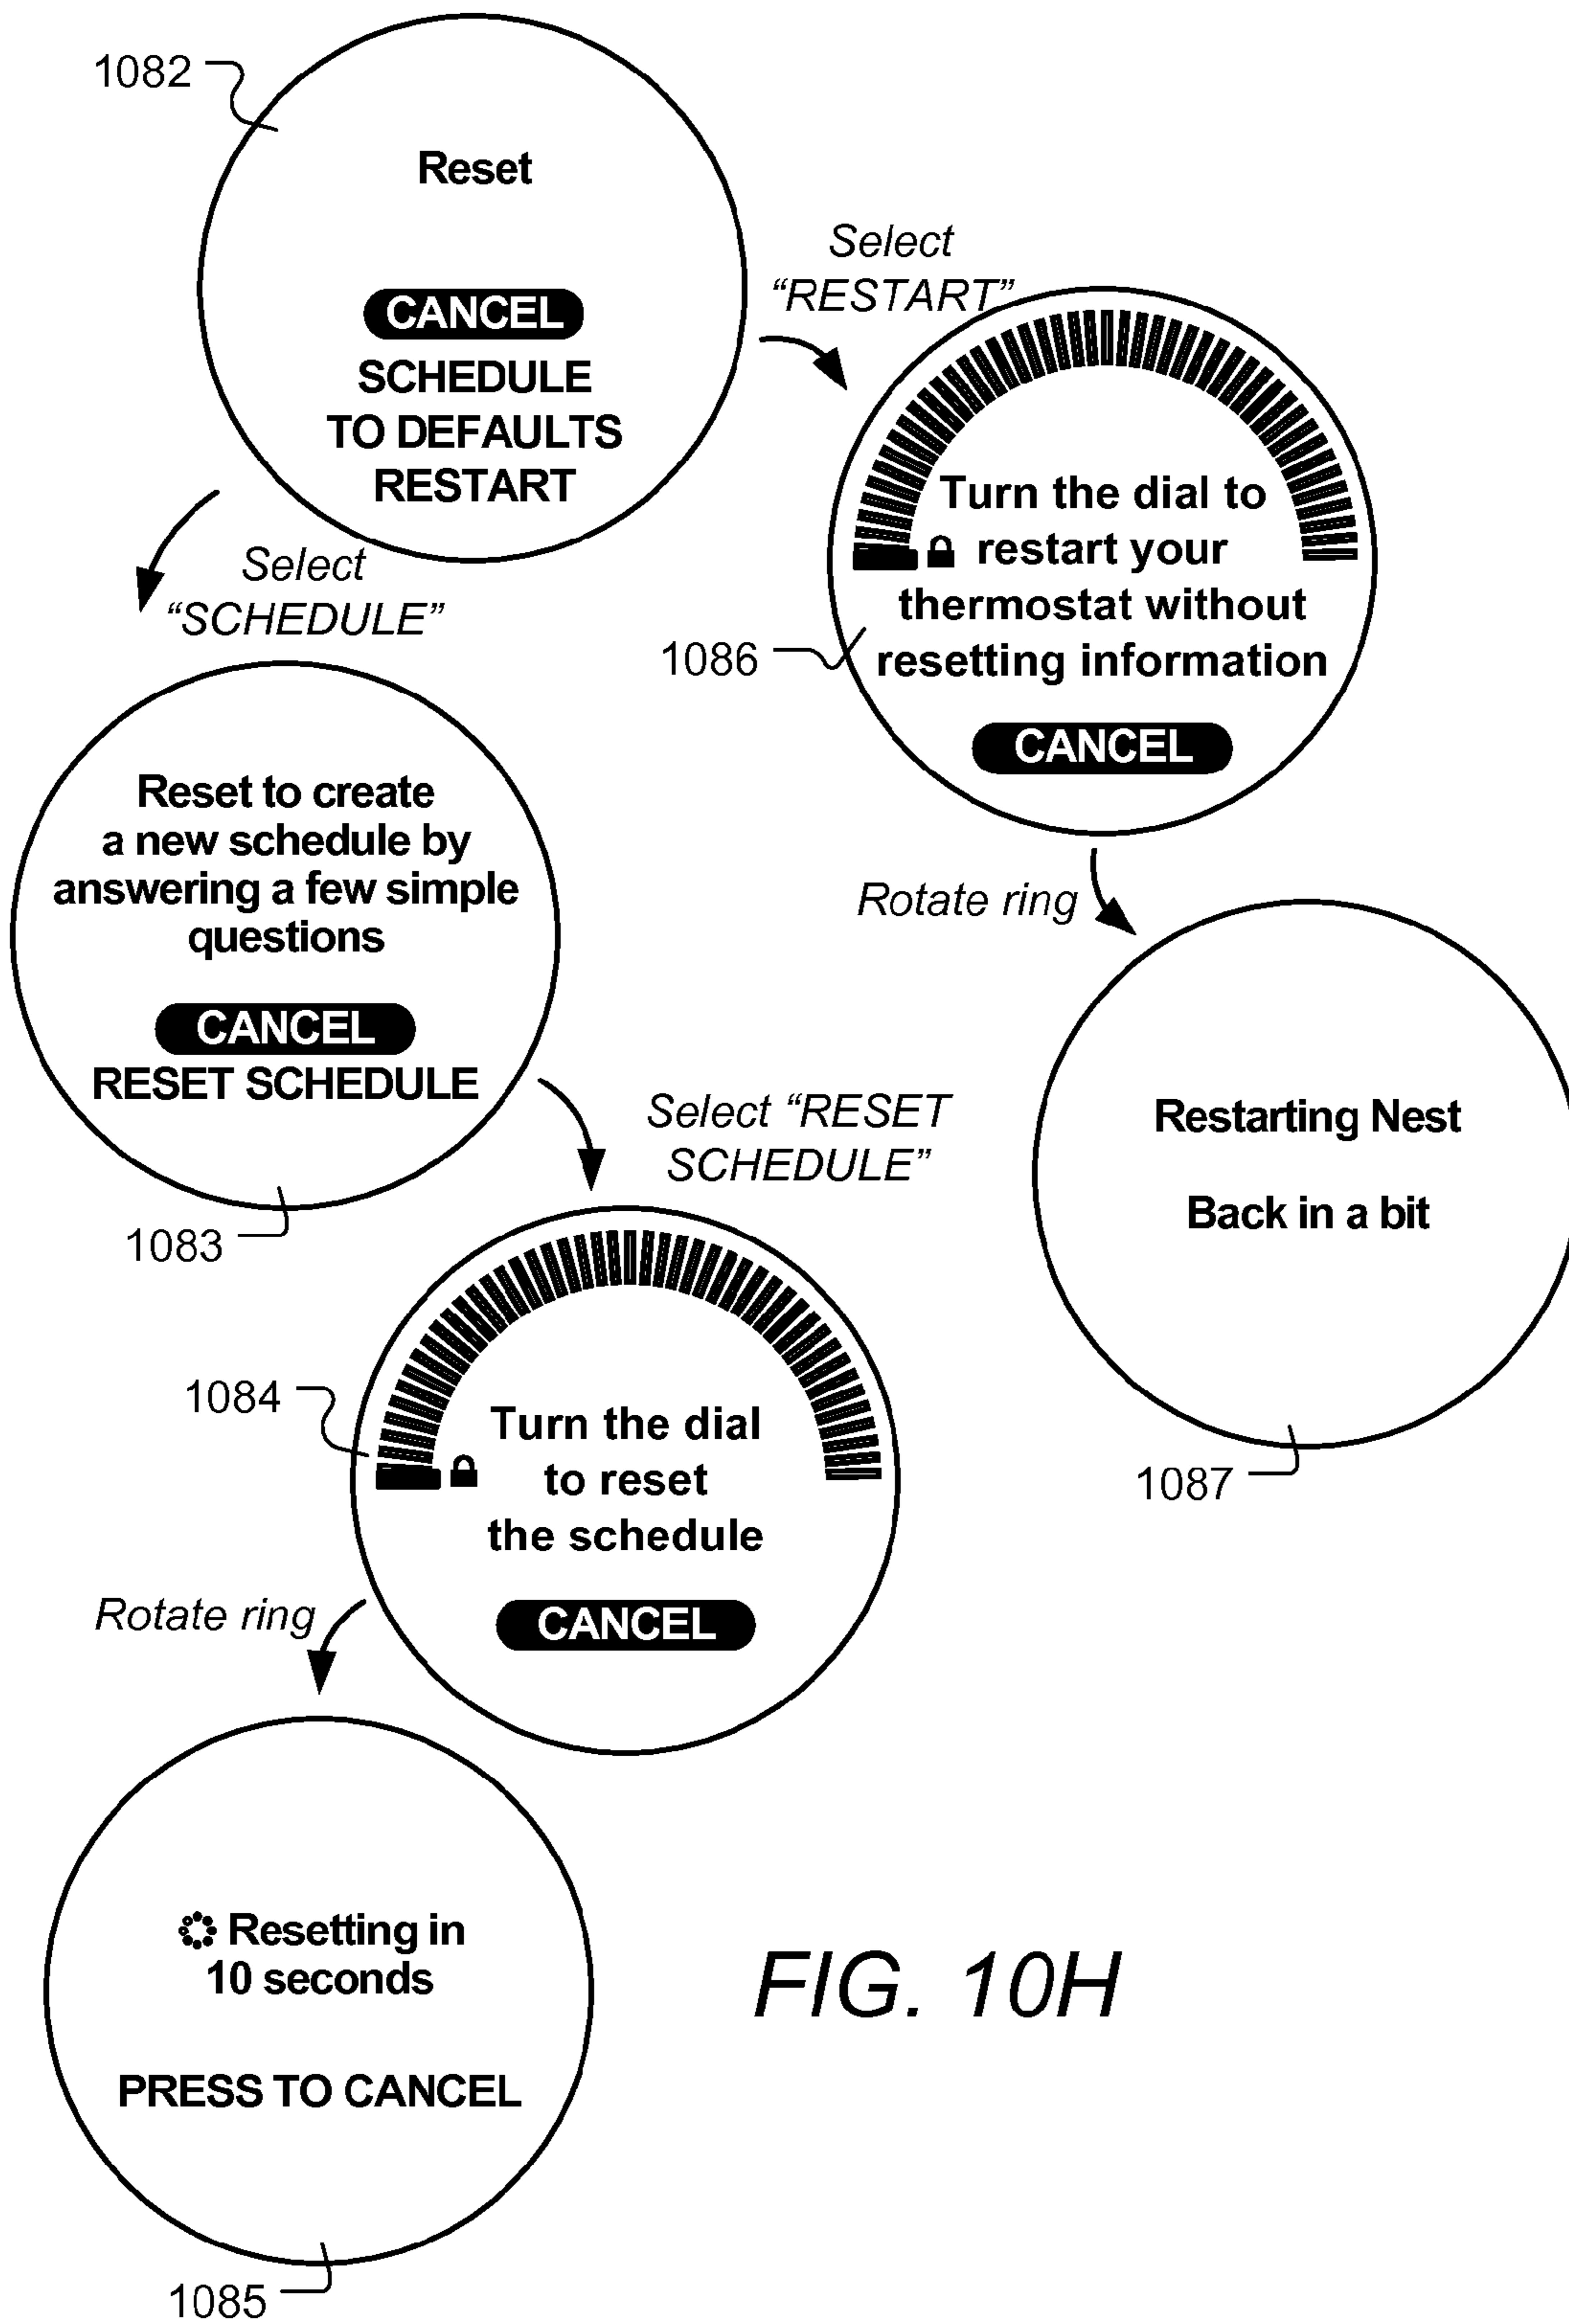 1082
Reset
CANCEL
SCHEDULE
TO DEFAULTS
RESTART
Select
“RESTART”
Select
“SCHEDULE”
Turn the dial to
restart your
thermostat without
resetting information
CANCEL
1086
Rotate ring
Reset to create
a new schedule by
answering a few simple
questions
CANCEL
RESET SCHEDULE
1083
Select “RESET
SCHEDULE”
Restarting Nest
Back in a bit
1087
1084
Turn the dial
to reset
the schedule
CANCEL
Rotate ring
Resetting in
10 seconds
PRESS TO CANCEL
1085
FIG. 10H